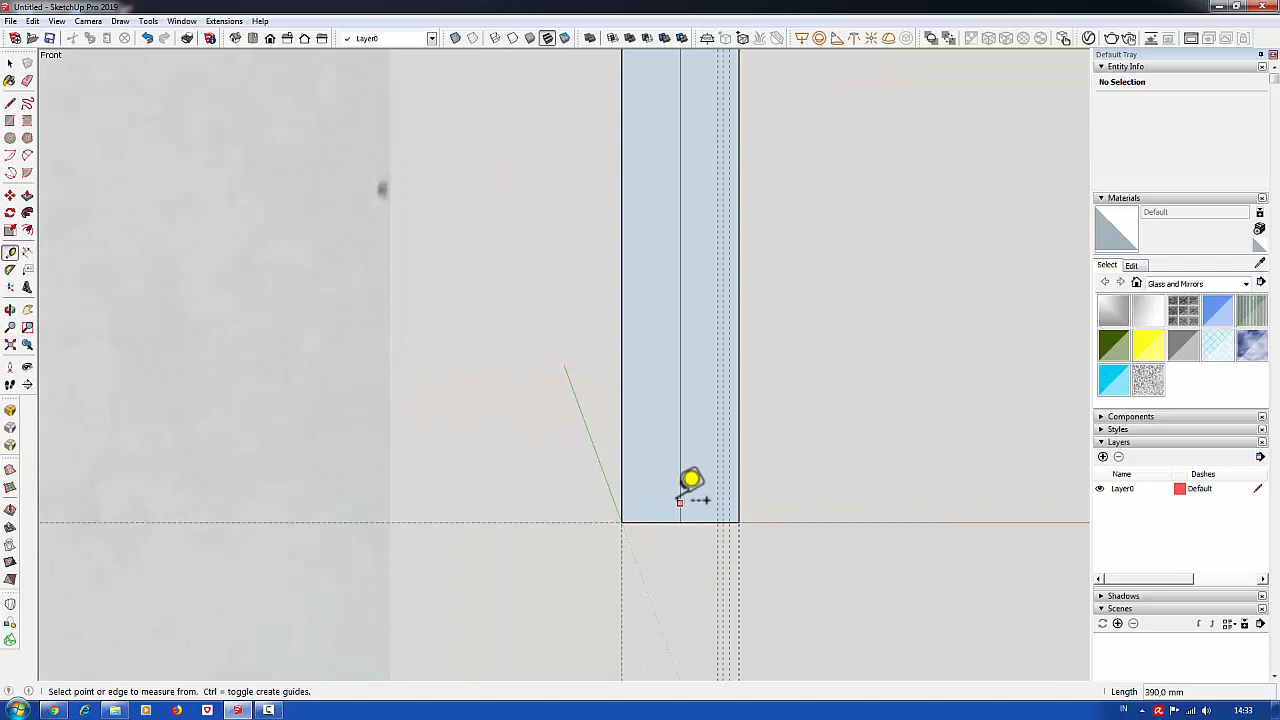 Untitled - SketchUp Pro 2019
File Edit View Camera Draw Tools Window Extensions Help
Layer0
Front
Default Tray
Entity Info
No Selection
Materials
Default
Select Edit
Glass and Mirrors
Components
Styles
Layers
Name Dashes
Layer0 Default
Shadows
Scenes
Select point or edge to measure from. Ctrl = toggle create guides.
Length 390,0 mm
IN 14:33